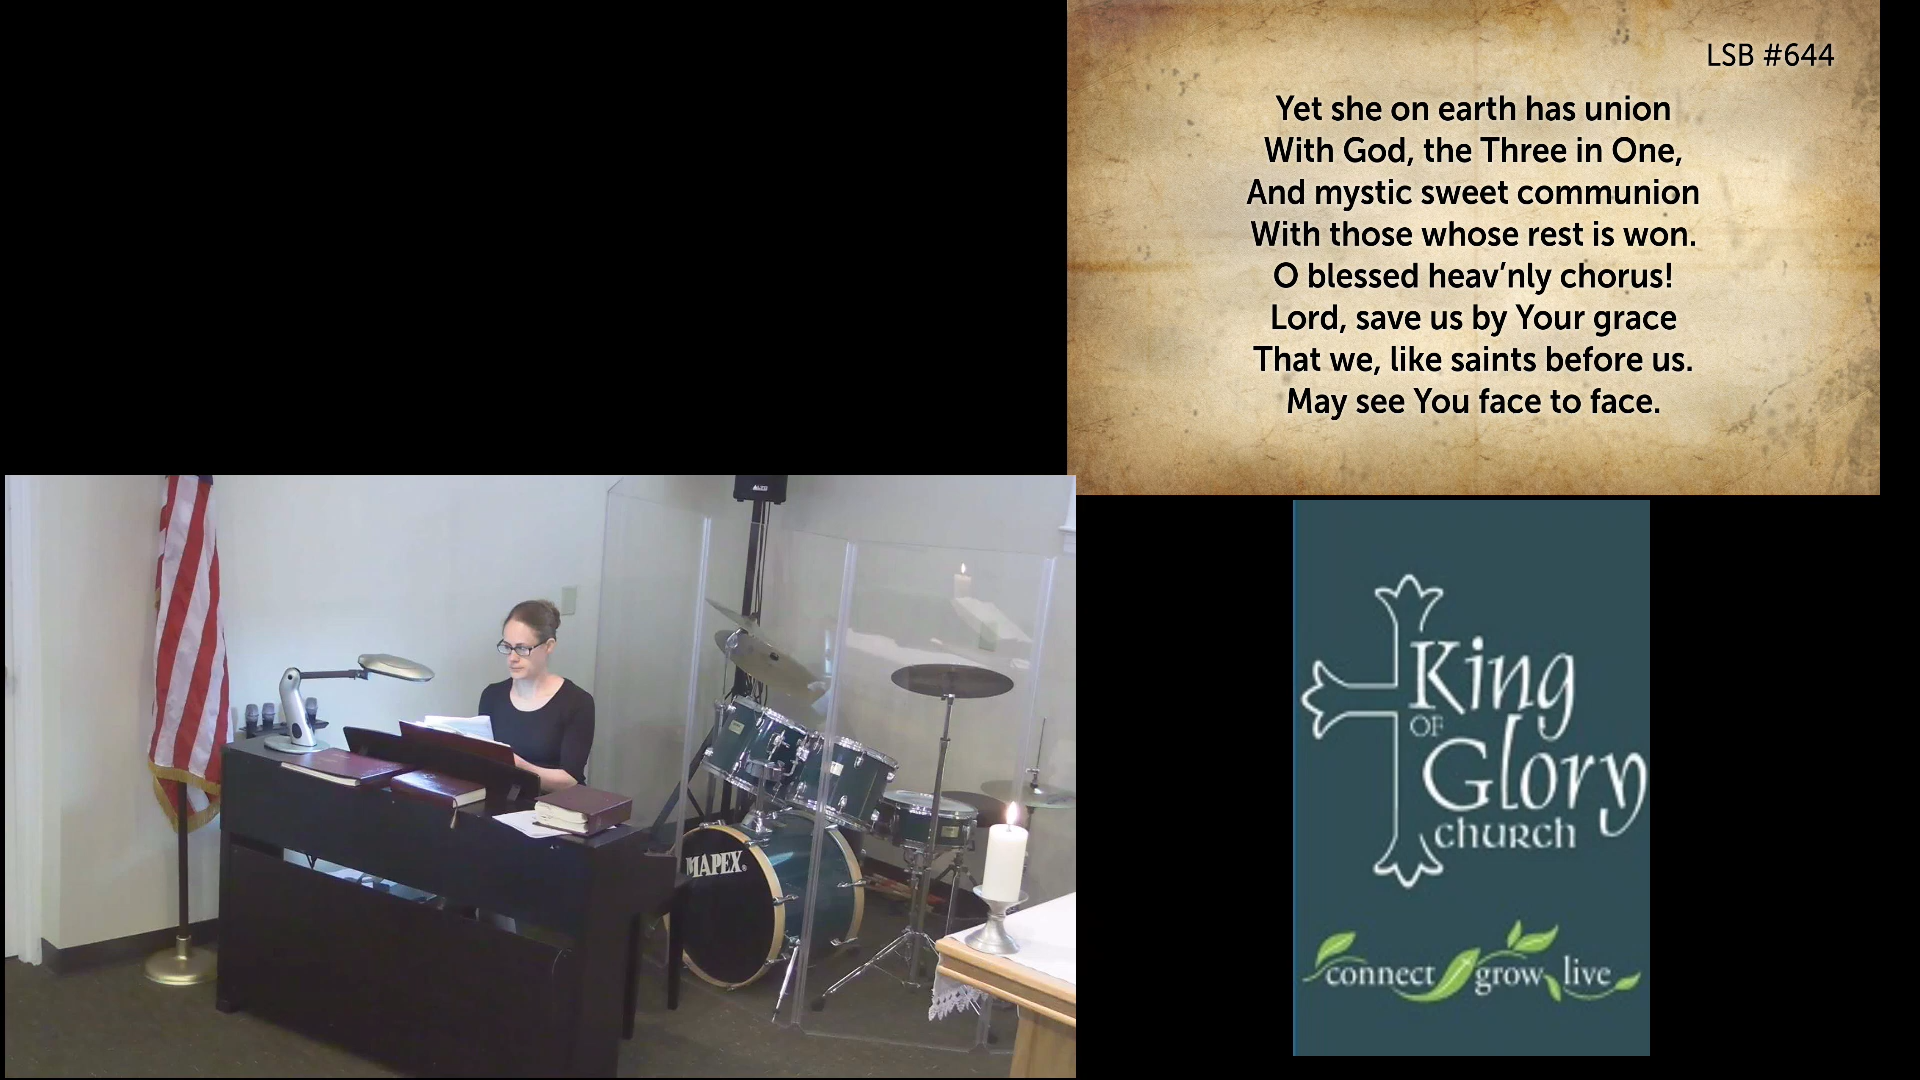 LSB #644
Yet she on earth has union
With God, the Three in One,
And mystic sweet communion
With those whose rest is won.
O blessed heav’nly chorus!
Lord, save us by Your grace
That we, like saints before us.
May see You face to face.
MAPEX®
King
OF
Glory
church
connect grow live